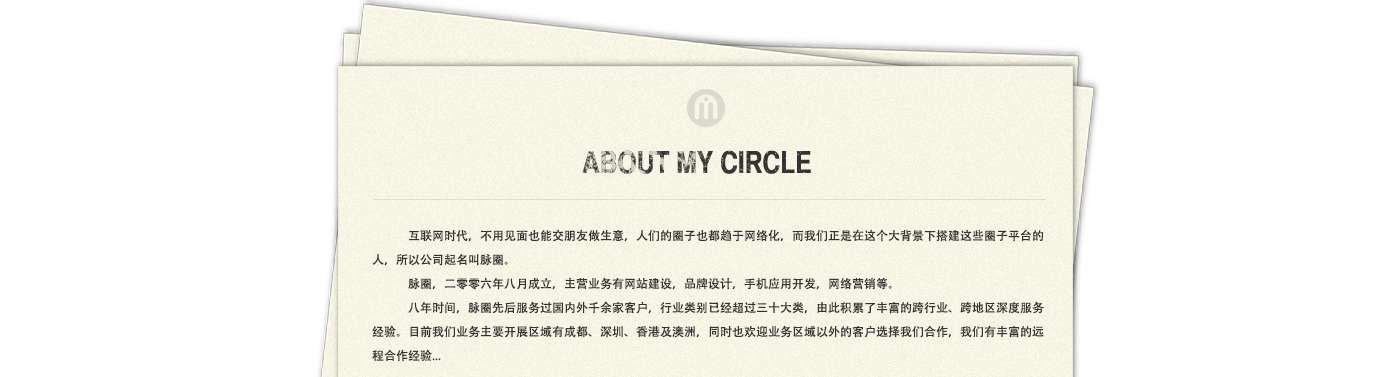 ABOUT MY CIRCLE
互联网时代，不用见面也能交朋友做生意，人们的圈子也都趋于网络化，而我们正是在这个大背景下搭建这些圈子平台的
人，所以公司起名叫脉圈。
脉圈，二零零六年八月成立，主营业务有网站建设，品牌设计，手机应用开发，网络营销等。
八年时间，脉圈先后服务过国内外千余家客户，行业类别已经超过三十大类，由此积累了丰富的跨行业、跨地区深度服务
经验。目前我们业务主要开展区域有成都、深圳、香港及澳洲，同时也欢迎业务区域以外的客户选择我们合作，我们有丰富的远
程合作经验...